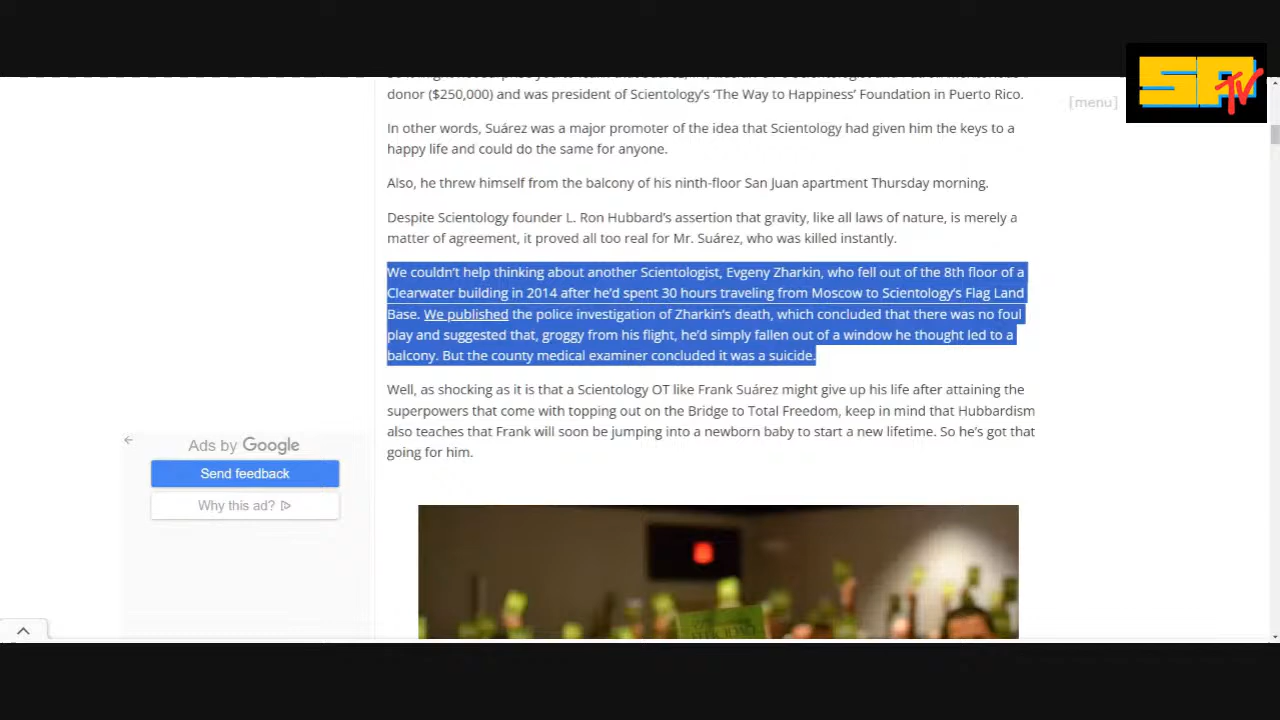 donor ($250,000) and was president of Scientology's 'The Way to Happiness' Foundation in Puerto Rico.
[menu]
In other words, Suárez was a major promoter of the idea that Scientology had given him the keys to a
happy life and could do the same for anyone.
Also, he threw himself from the balcony of his ninth-floor San Juan apartment Thursday morning.
Despite Scientology founder L. Ron Hubbard's assertion that gravity, like all laws of nature, is merely a
matter of agreement, it proved all too real for Mr. Suárez, who was killed instantly.
We couldn't help thinking about another Scientologist, Evgeny Zharkin, who fell out of the 8th floor of a
Clearwater building in 2014 after he'd spent 30 hours traveling from Moscow to Scientology's Flag Land
Base. We published the police investigation of Zharkin's death, which concluded that there was no foul
play and suggested that, groggy from his flight, he'd simply fallen out of a window he thought led to a
balcony. But the county medical examiner concluded it was a suicide.
Well, as shocking as it is that a Scientology OT like Frank Suárez might give up his life after attaining the
superpowers that come with topping out on the Bridge to Total Freedom, keep in mind that Hubbardism
also teaches that Frank will soon be jumping into a newborn baby to start a new lifetime. So he's got that
going for him.
Ads by Google
Send feedback
Why this ad?
SPTV